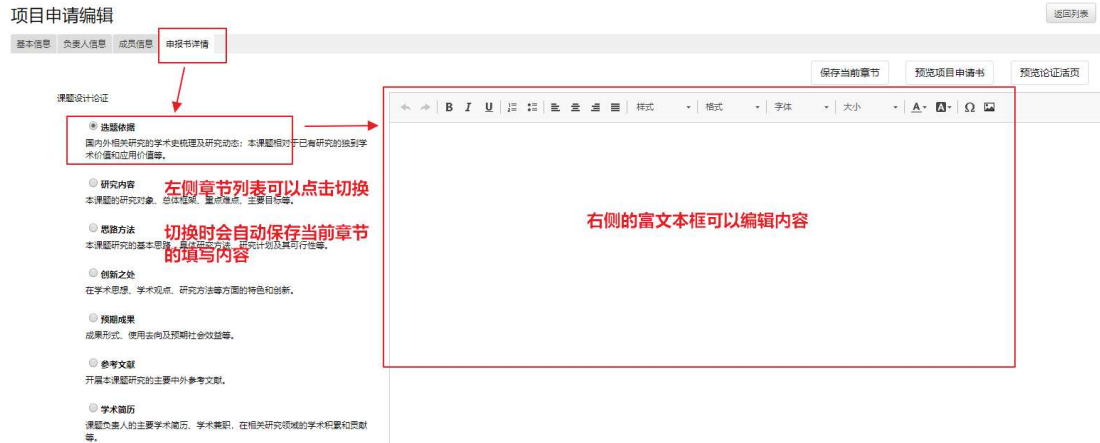 项目申请编辑
返回列表
基本信息 负责人信息 成员信息 申报书详情
保存当前章节 预览项目申请书 预览论证活页
课题设计论证
B I U 样式 格式 字体 大小 A A Ω
选题依据
国内外相关研究的学术史梳理及研究动态；本课题相对于已有研究的独到学
术价值和应用价值等。
研究内容
本课题的研究对象、总体框架、重点难点、主要目标等。
左侧章节列表可以点击切换
右侧的富文本框可以编辑内容
思路方法
本课题研究的基本思路、具体研究方法、研究计划及其可行性等。
切换时会自动保存当前章节
的填写内容
创新之处
在学术思想、学术观点、研究方法等方面的特色和创新。
预期成果
成果形式、使用去向及预期社会效益等。
参考文献
开展本课题研究的主要中外参考文献。
学术简历
课题负责人的主要学术简历、学术兼职，在相关研究领域的学术积累和贡献
等。